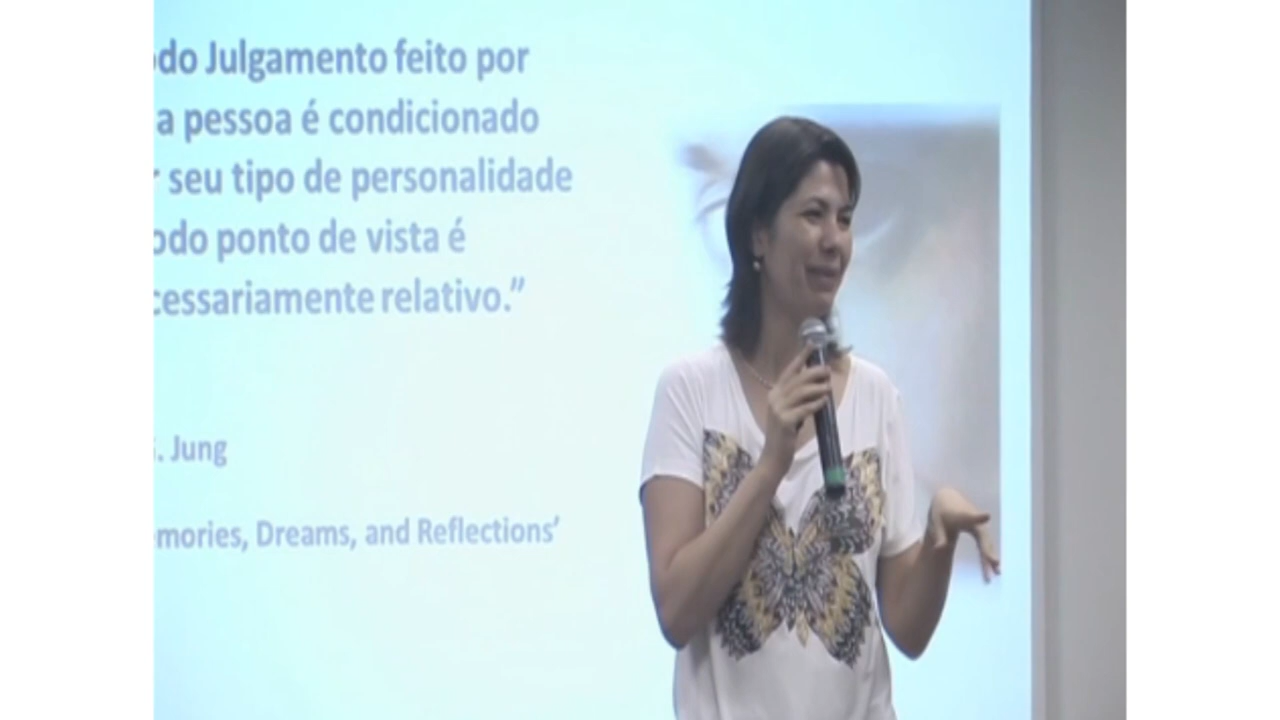 odo Julgamento feito por
a pessoa é condicionado
r seu tipo de personalidade
odo ponto de vista é
cessariamente relativo.”
G. Jung
emories, Dreams, and Reflections’